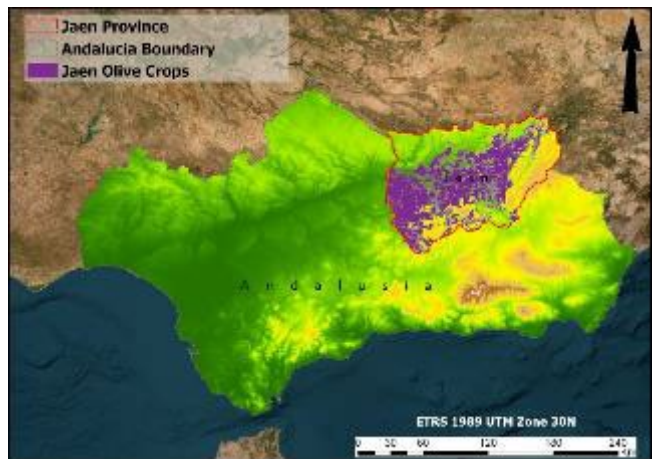 Jaen Province
Andalucia Boundary
Jaen Olive Crops
Jaen
Andalusia
ETRS 1989 UTM Zone 30N
0 30 60 120 180 240